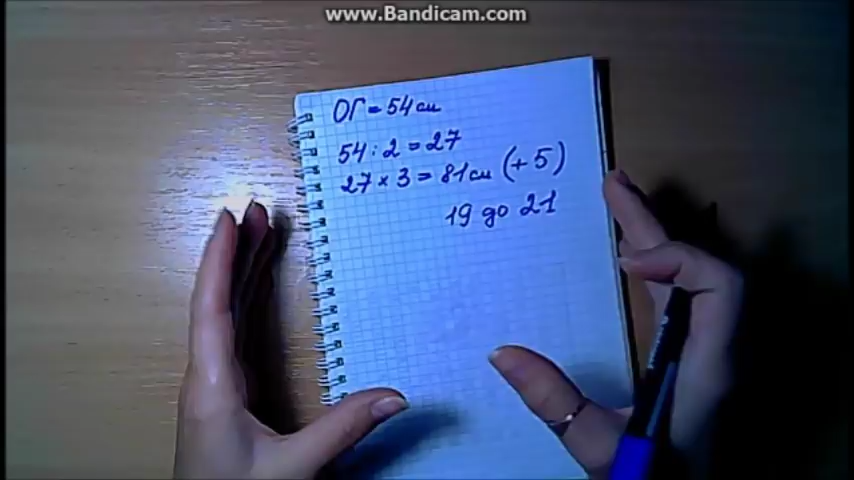 www.Bandicam.com
ОГ = 54 см
54 : 2 = 27
27 × 3 = 81 см (+ 5)
19 до 21